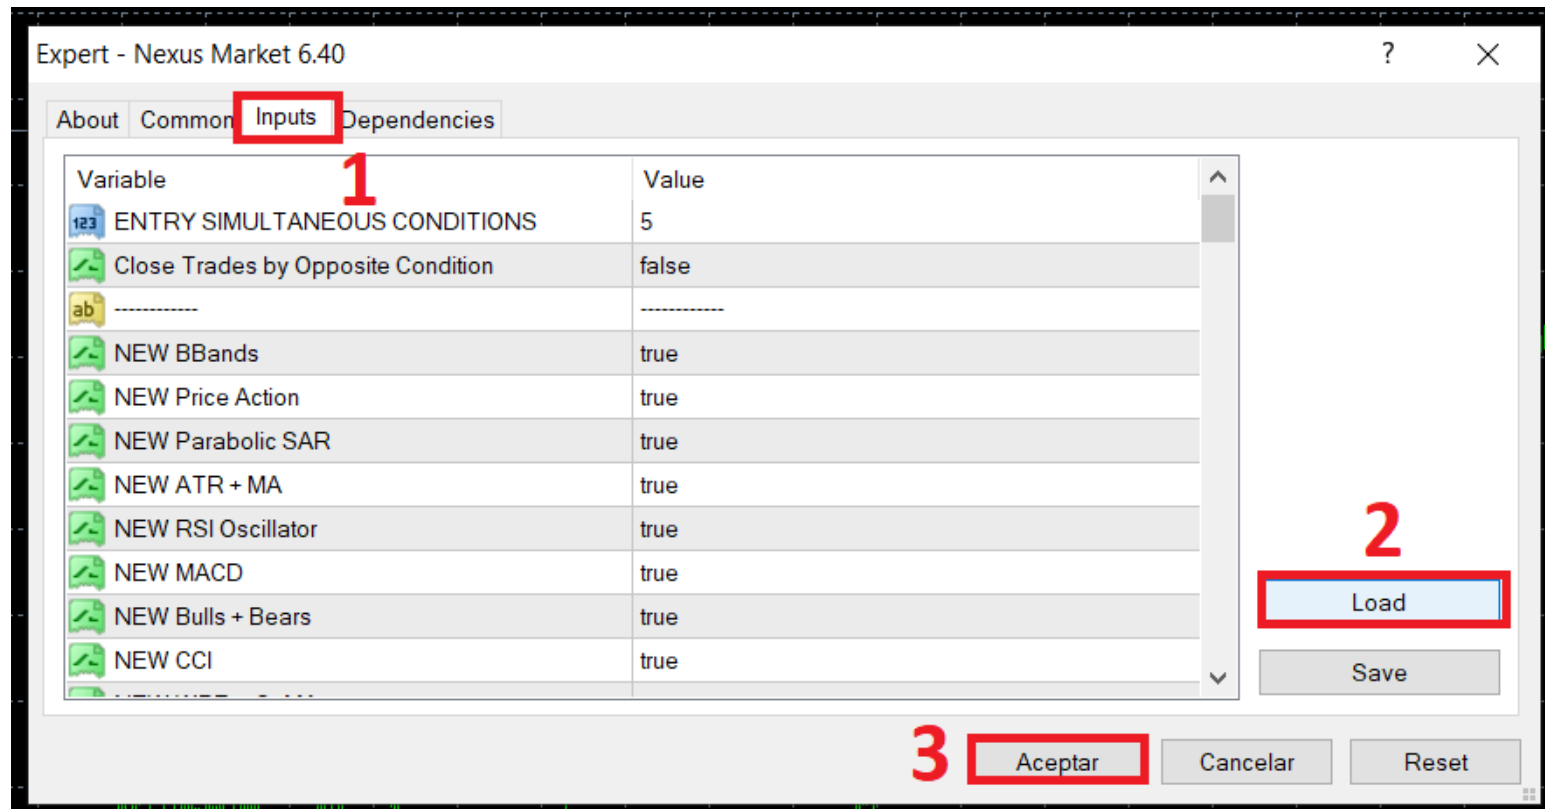 Expert - Nexus Market 6.40 ?
About Common Inputs Dependencies
1
Variable Value
123 ENTRY SIMULTANEOUS CONDITIONS 5
Close Trades by Opposite Condition false
ab ------------ ------------
NEW BBands true
NEW Price Action true
NEW Parabolic SAR true
NEW ATR + MA true
NEW RSI Oscillator true
NEW MACD true
NEW Bulls + Bears true
NEW CCI true
2
Load
Save
3 Aceptar Cancelar Reset